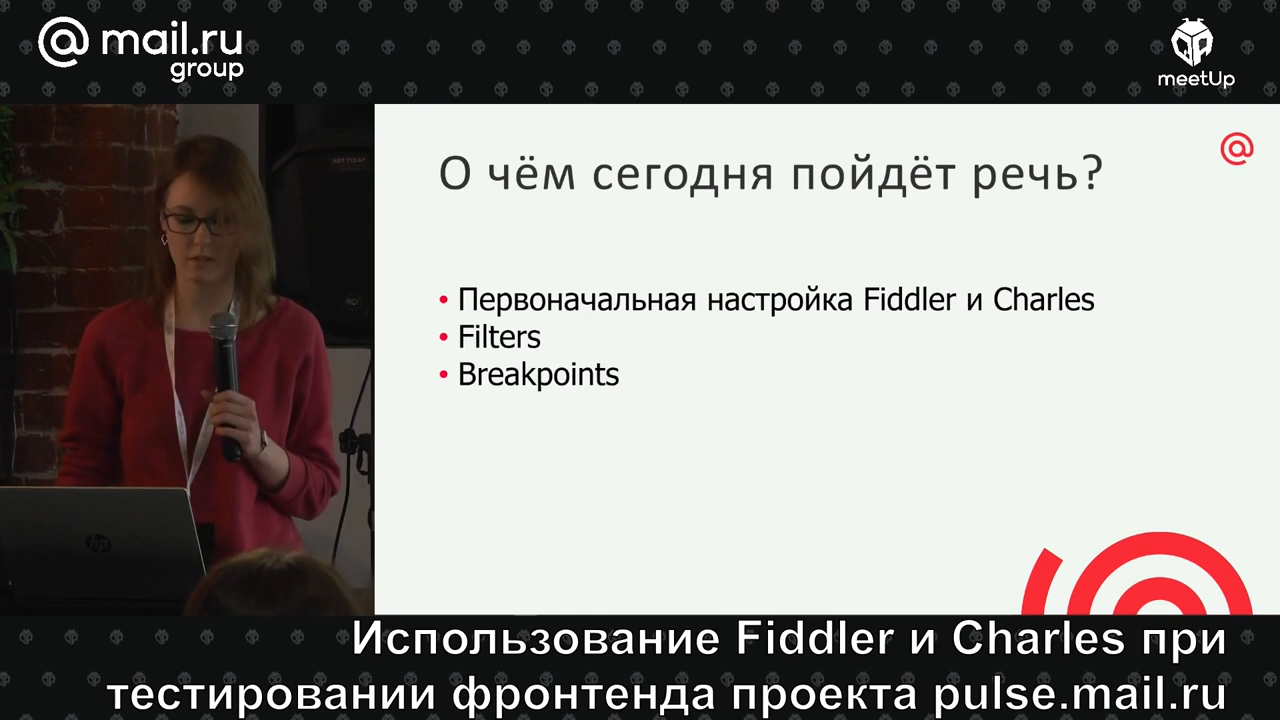 @mail.ru
group
meetUp
О чём сегодня пойдёт речь?
@
• Первоначальная настройка Fiddler и Charles
• Filters
• Breakpoints
hp
Использование Fiddler и Charles при
тестировании фронтенда проекта pulse.mail.ru